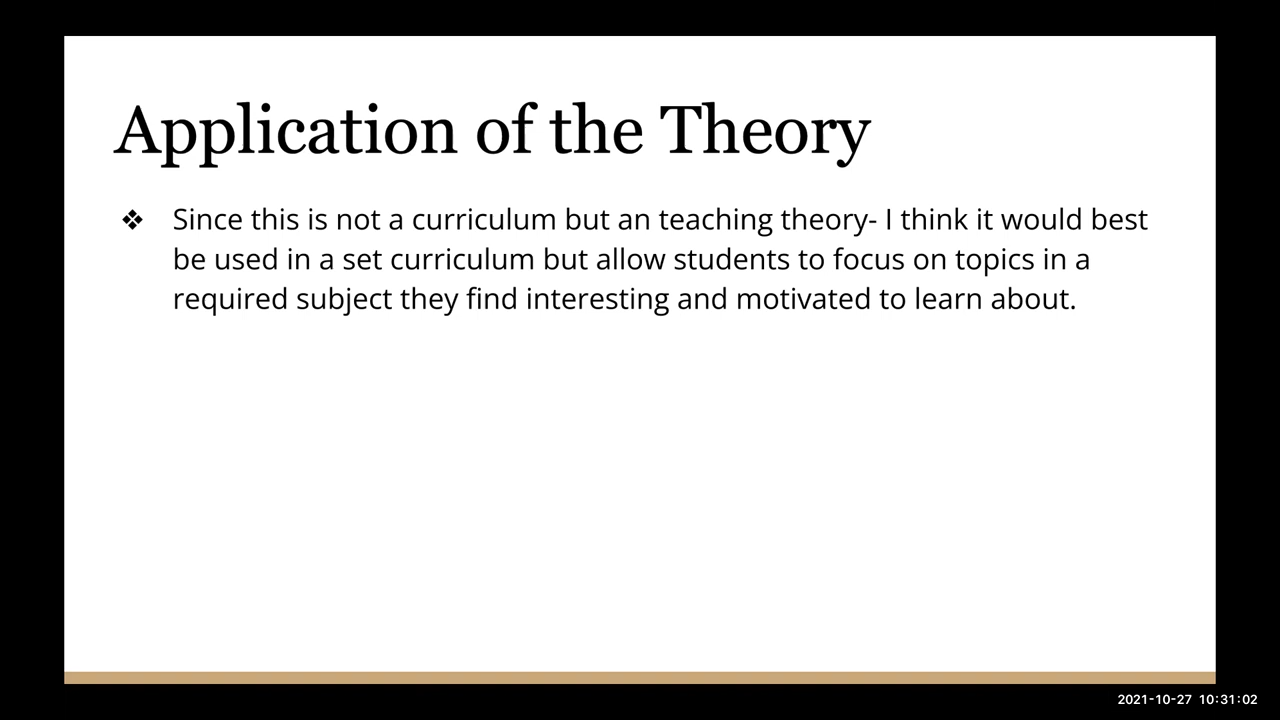 Application of the Theory
❖ Since this is not a curriculum but an teaching theory- I think it would best
be used in a set curriculum but allow students to focus on topics in a
required subject they find interesting and motivated to learn about.
2021-10-27 10:31:02